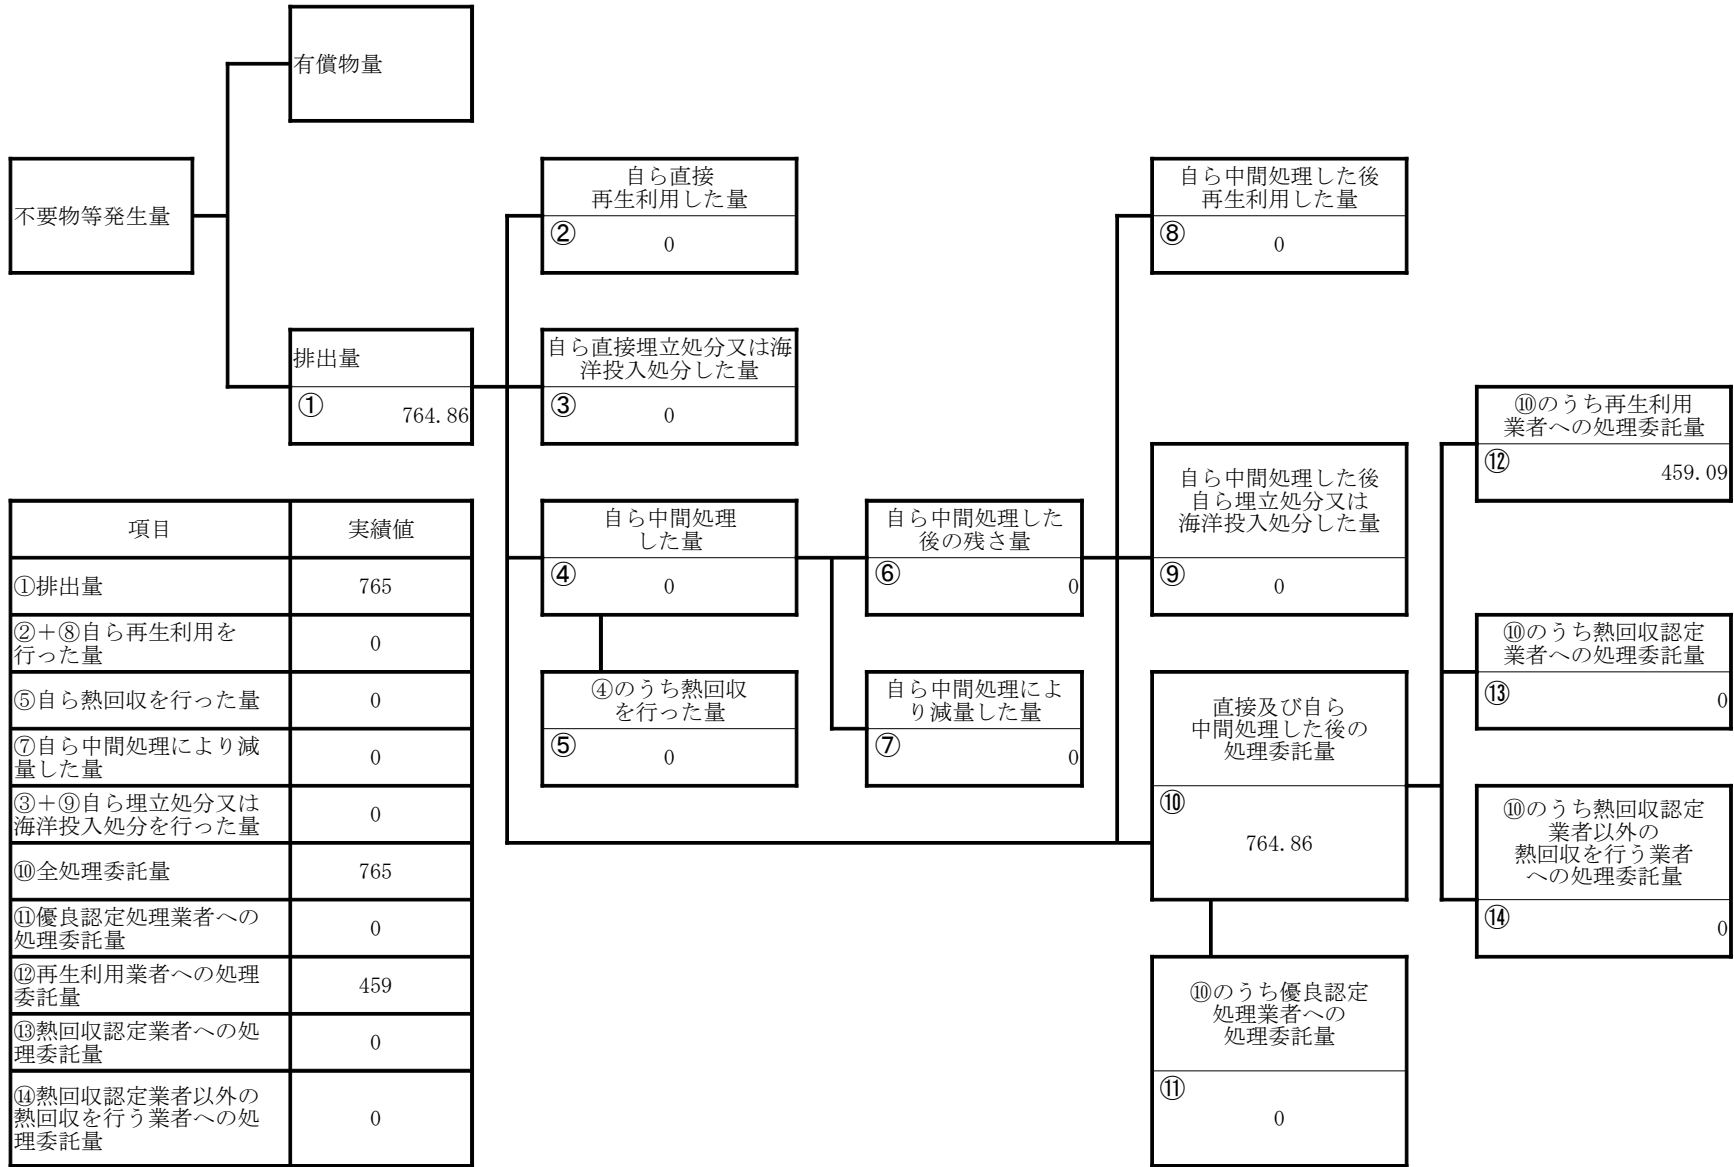 有償物量
不要物等発生量
自ら直接
再生利用した量
②
0
自ら中間処理した後
再生利用した量
⑧
0
排出量
①
764.86
自ら直接埋立処分又は海
洋投入処分した量
③
0
⑩のうち再生利用
業者への処理委託量
⑫
459.09
自ら中間処理した後
自ら埋立処分又は
海洋投入処分した量
⑨
0
自ら中間処理
した量
④
0
自ら中間処理した
後の残さ量
⑥
0
⑩のうち熱回収認定
業者への処理委託量
⑬
0
④のうち熱回収
を行った量
⑤
0
自ら中間処理によ
り減量した量
⑦
0
直接及び自ら
中間処理した後の
処理委託量
⑩
764.86
⑩のうち熱回収認定
業者以外の
熱回収を行う業者
への処理委託量
⑭
0
⑩のうち優良認定
処理業者への
処理委託量
⑪
0
項目 実績値
①排出量 765
②+⑧自ら再生利用を
行った量 0
⑤自ら熱回収を行った量 0
⑦自ら中間処理により減
量した量 0
③+⑨自ら埋立処分又は
海洋投入処分を行った量 0
⑩全処理委託量 765
⑪優良認定処理業者への
処理委託量 0
⑫再生利用業者への処理
委託量 459
⑬熱回収認定業者への処
理委託量 0
⑭熱回収認定業者以外の
熱回収を行う業者への処
理委託量 0